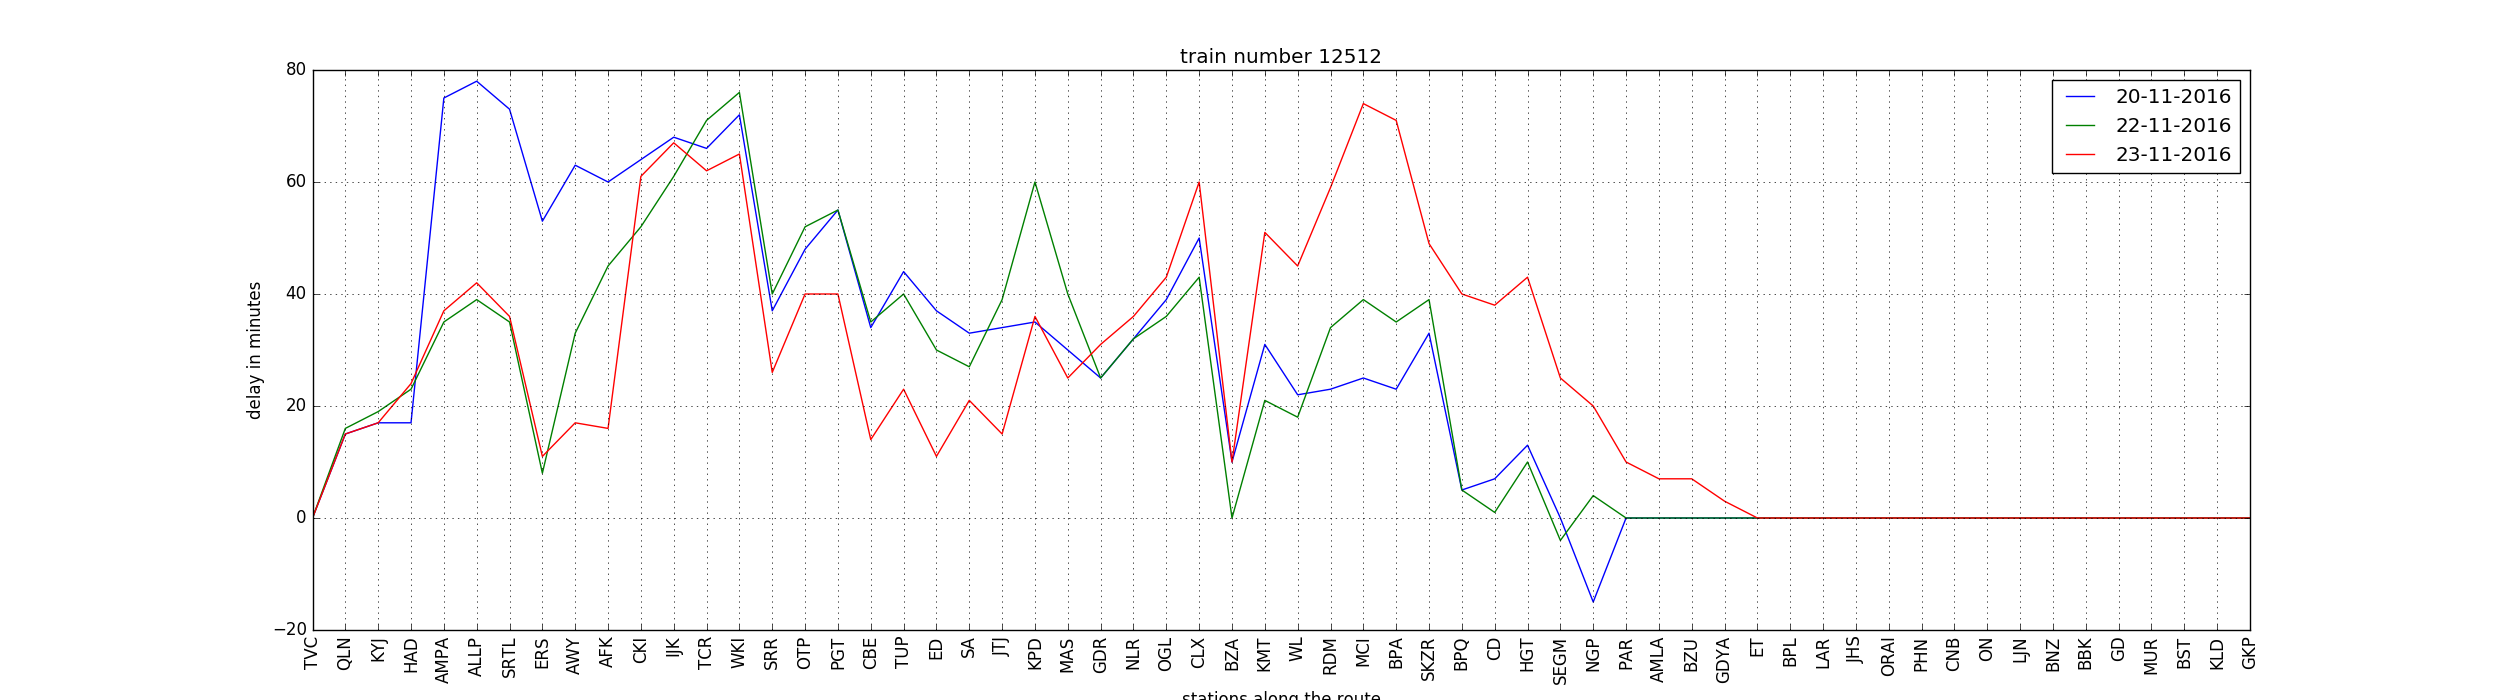 train number 12512
80
60
40
20
0
−20
delay in minutes
20-11-2016
22-11-2016
23-11-2016
TVC
QLN
KYJ
HAD
AMPA
ALLP
SRTL
ERS
AWY
AFK
CKI
IJK
TCR
WKI
SRR
OTP
PGT
CBE
TUP
ED
SA
JTJ
KPD
MAS
GDR
NLR
OGL
CLX
BZA
KMT
WL
RDM
MCI
BPA
SKZR
BPQ
CD
HGT
SEGM
NGP
PAR
AMLA
BZU
GDYA
ET
BPL
LAR
JHS
ORAI
PHN
CNB
ON
LJN
BNZ
BBK
GD
MUR
BST
KLD
GKP
stations along the route